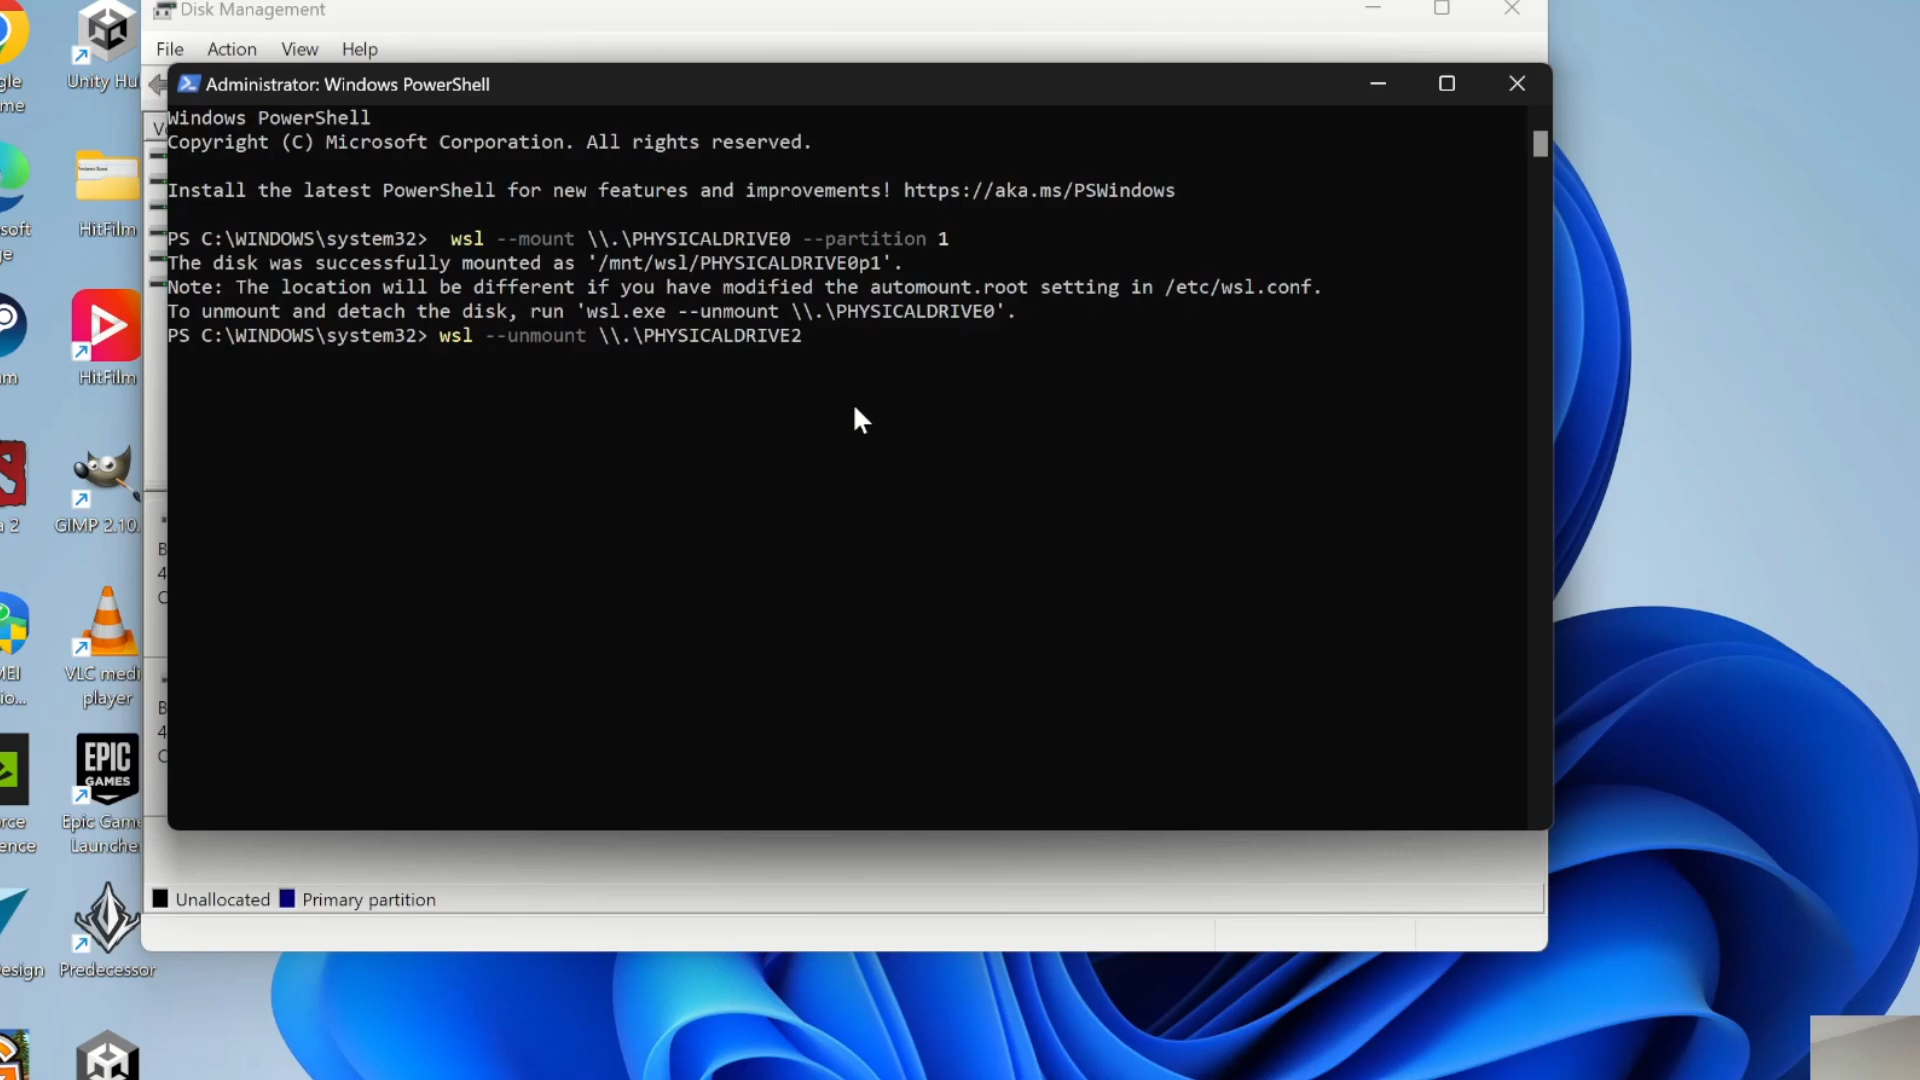 Disk Management
File Action View Help
Administrator: Windows PowerShell
Windows PowerShell
Copyright (C) Microsoft Corporation. All rights reserved.
Install the latest PowerShell for new features and improvements! https://aka.ms/PSWindows
PS C:\WINDOWS\system32>  wsl --mount \\.\PHYSICALDRIVE0 --partition 1
The disk was successfully mounted as '/mnt/wsl/PHYSICALDRIVE0p1'.
Note: The location will be different if you have modified the automount.root setting in /etc/wsl.conf.
To unmount and detach the disk, run 'wsl.exe --unmount \\.\PHYSICALDRIVE0'.
PS C:\WINDOWS\system32> wsl --unmount \\.\PHYSICALDRIVE2
Unallocated Primary partition
Unity Hu
HitFilm
HitFilm
GIMP 2.10.
VLC medi
player
EPIC
GAMES
Epic Game
Launche
Predecessor